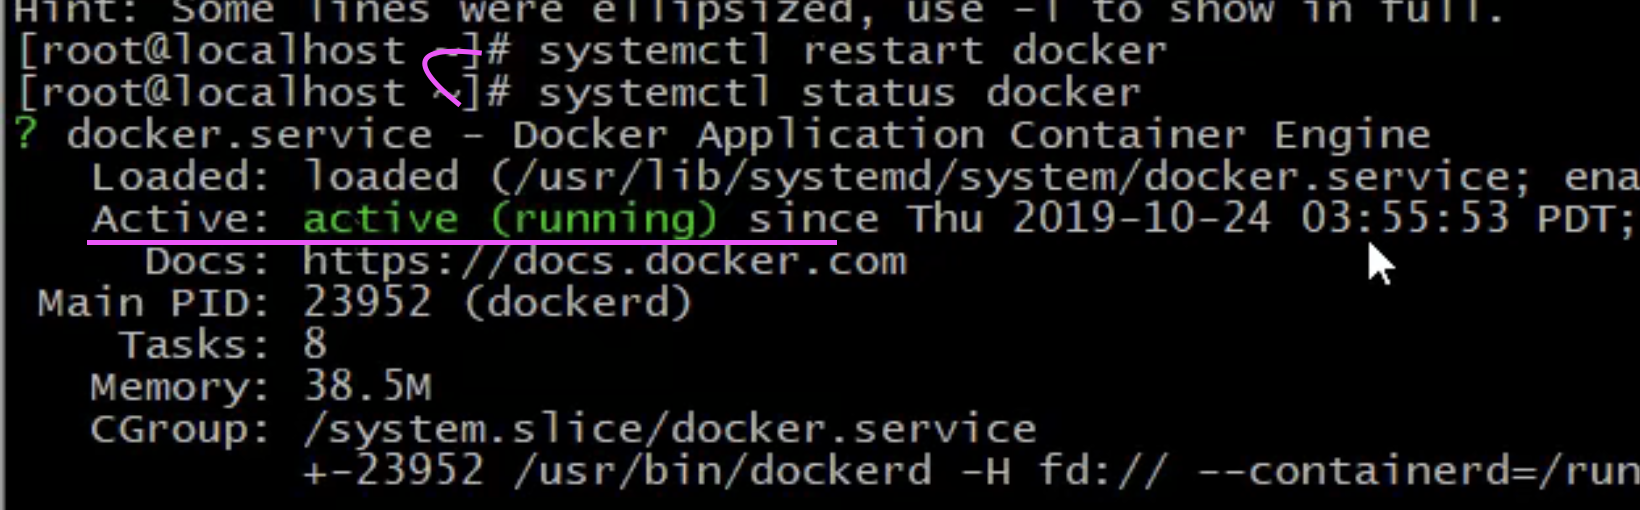 Hint: Some lines were ellipsized, use -l to show in full.
[root@localhost ~]# systemctl restart docker
[root@localhost ~]# systemctl status docker
? docker.service - Docker Application Container Engine
Loaded: loaded (/usr/lib/systemd/system/docker.service; ena
Active: active (running) since Thu 2019-10-24 03:55:53 PDT;
Docs: https://docs.docker.com
Main PID: 23952 (dockerd)
Tasks: 8
Memory: 38.5M
CGroup: /system.slice/docker.service
+-23952 /usr/bin/dockerd -H fd:// --containerd=/run